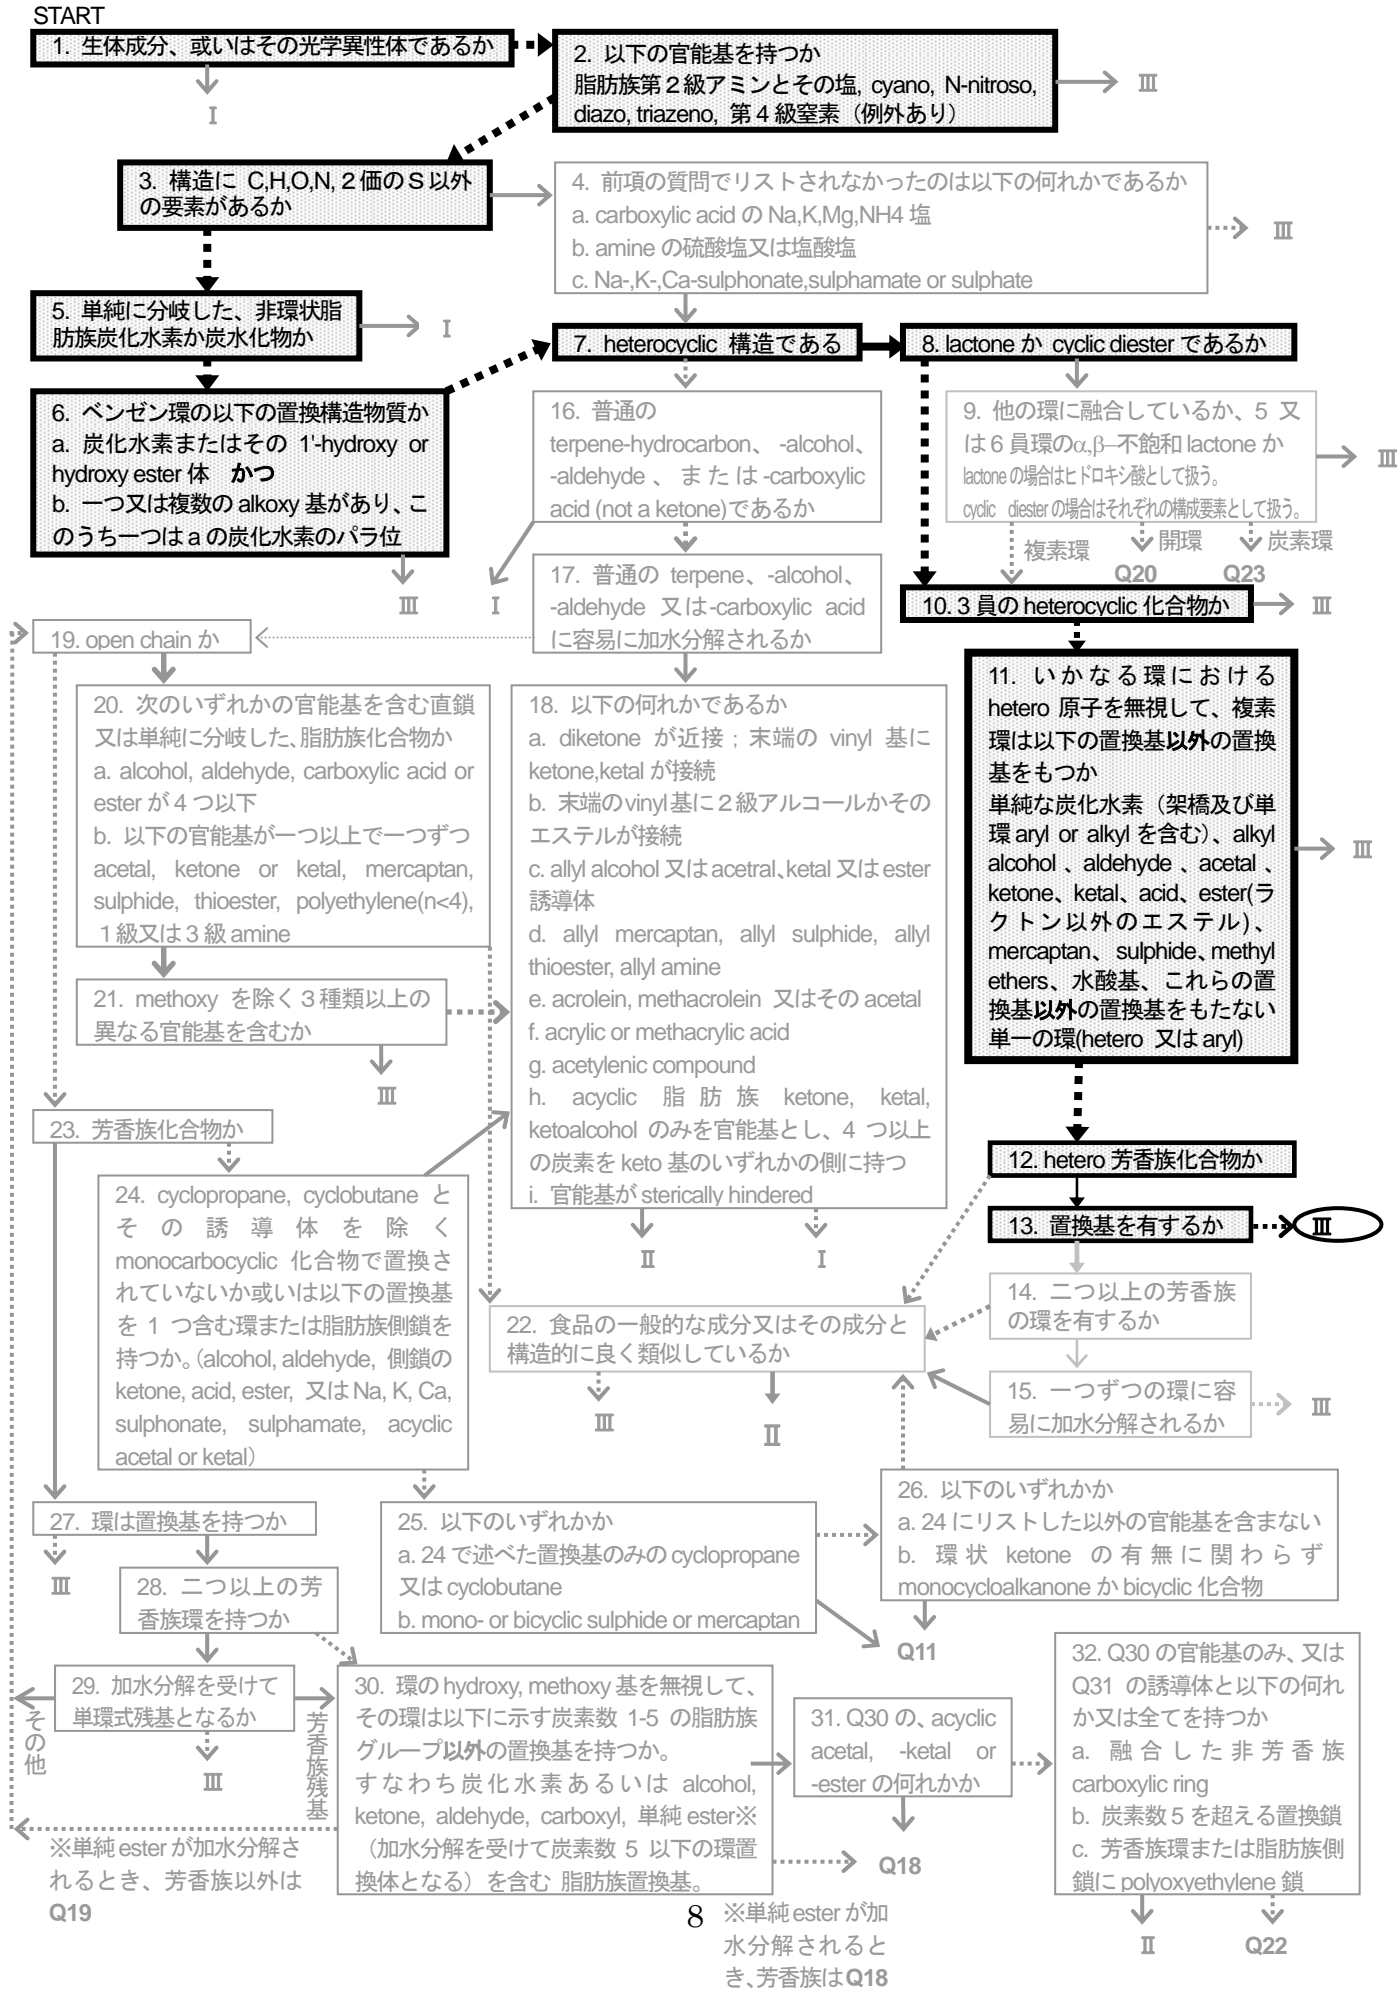 START
1. 生体成分、或いはその光学異性体であるか
I
2. 以下の官能基を持つか
脂肪族第２級アミンとその塩, cyano, N-nitroso,
diazo, triazeno, 第４級窒素（例外あり）
Ⅲ
3. 構造に C,H,O,N,２価のＳ以外
の要素があるか
4. 前項の質問でリストされなかったのは以下の何れかであるか
a. carboxylic acid の Na,K,Mg,NH4 塩
b. amine の硫酸塩又は塩酸塩
c. Na-,K-,Ca-sulphonate,sulphamate or sulphate
Ⅲ
5. 単純に分岐した、非環状脂
肪族炭化水素か炭水化物か
I
6. ベンゼン環の以下の置換構造物質か
a. 炭化水素またはその 1'-hydroxy or
hydroxy ester 体　かつ
b. 一つ又は複数の alkoxy 基があり、こ
のうち一つは a の炭化水素のパラ位
Ⅲ
7. heterocyclic 構造である
8. lactone か cyclic diester であるか
9. 他の環に融合しているか、５又
は６員環のα,β–不飽和 lactone か
lactone の場合はヒドロキシ酸として扱う。
cyclic diester の場合はそれぞれの構成要素として扱う。
Ⅲ
複素環
開環
Q20
炭素環
Q23
10. 3 員の heterocyclic 化合物か
Ⅲ
11. いかなる環における
hetero 原子を無視して、複素
環は以下の置換基以外の置換
基をもつか
単純な炭化水素（架橋及び単
環 aryl or alkyl を含む）、alkyl
alcohol 、aldehyde 、acetal 、
ketone、ketal、acid、ester(ラ
クトン以外のエステル)、
mercaptan、sulphide、methyl
ethers、水酸基、これらの置
換基以外の置換基をもたない
単一の環(hetero 又は aryl)
Ⅲ
12. hetero 芳香族化合物か
13. 置換基を有するか
Ⅲ
14. 二つ以上の芳香族
の環を有するか
15. 一つずつの環に容
易に加水分解されるか
Ⅲ
16. 普通の
terpene-hydrocarbon、-alcohol、
-aldehyde 、または -carboxylic
acid (not a ketone)であるか
I
17. 普通の terpene、-alcohol、
-aldehyde 又は-carboxylic acid
に容易に加水分解されるか
18. 以下の何れかであるか
a. diketone が近接；末端の vinyl 基に
ketone,ketal が接続
b. 末端の vinyl 基に２級アルコールかその
エステルが接続
c. allyl alcohol 又は acetral、ketal 又は ester
誘導体
d. allyl mercaptan, allyl sulphide, allyl
thioester, allyl amine
e. acrolein, methacrolein 又はその acetal
f. acrylic or methacrylic acid
g. acetylenic compound
h. acyclic 脂肪族 ketone, ketal,
ketoalcohol のみを官能基とし、4 つ以上
の炭素を keto 基のいずれかの側に持つ
i. 官能基が sterically hindered
Ⅱ
I
19. open chain か
20. 次のいずれかの官能基を含む直鎖
又は単純に分岐した、脂肪族化合物か
a. alcohol, aldehyde, carboxylic acid or
ester が 4 つ以下
b. 以下の官能基が一つ以上で一つずつ
acetal, ketone or ketal, mercaptan,
sulphide, thioester, polyethylene(n<4),
１級又は３級 amine
21. methoxy を除く３種類以上の
異なる官能基を含むか
Ⅲ
22. 食品の一般的な成分又はその成分と
構造的に良く類似しているか
Ⅲ
Ⅱ
23. 芳香族化合物か
24. cyclopropane, cyclobutane と
その誘導体を除く
monocarbocyclic 化合物で置換さ
れていないか或いは以下の置換基
を 1 つ含む環または脂肪族側鎖を
持つか。(alcohol, aldehyde, 側鎖の
ketone, acid, ester, 又は Na, K, Ca,
sulphonate, sulphamate, acyclic
acetal or ketal）
25. 以下のいずれかか
a. 24 で述べた置換基のみの cyclopropane
又は cyclobutane
b. mono- or bicyclic sulphide or mercaptan
Q11
26. 以下のいずれかか
a. 24 にリストした以外の官能基を含まない
b. 環状 ketone の有無に関わらず
monocycloalkanone か bicyclic 化合物
27. 環は置換基を持つか
Ⅲ
28. 二つ以上の芳
香族環を持つか
29. 加水分解を受けて
単環式残基となるか
その他
芳香族残基
Ⅲ
30. 環の hydroxy, methoxy 基を無視して、
その環は以下に示す炭素数 1-5 の脂肪族
グループ以外の置換基を持つか。
すなわち炭化水素あるいは alcohol,
ketone, aldehyde, carboxyl, 単純 ester※
（加水分解を受けて炭素数 5 以下の環置
換体となる）を含む 脂肪族置換基。
31. Q30 の、acyclic
acetal, -ketal or
-ester の何れかか
Q18
32. Q30 の官能基のみ、又は
Q31 の誘導体と以下の何れ
か又は全てを持つか
a. 融合した非芳香族
carboxylic ring
b. 炭素数 5 を超える置換鎖
c. 芳香族環または脂肪族側
鎖に polyoxyethylene 鎖
Ⅱ
Q22
※単純 ester が加水分解さ
れるとき、芳香族以外は
Q19
8
※単純 ester が加
水分解されると
き、芳香族は Q18